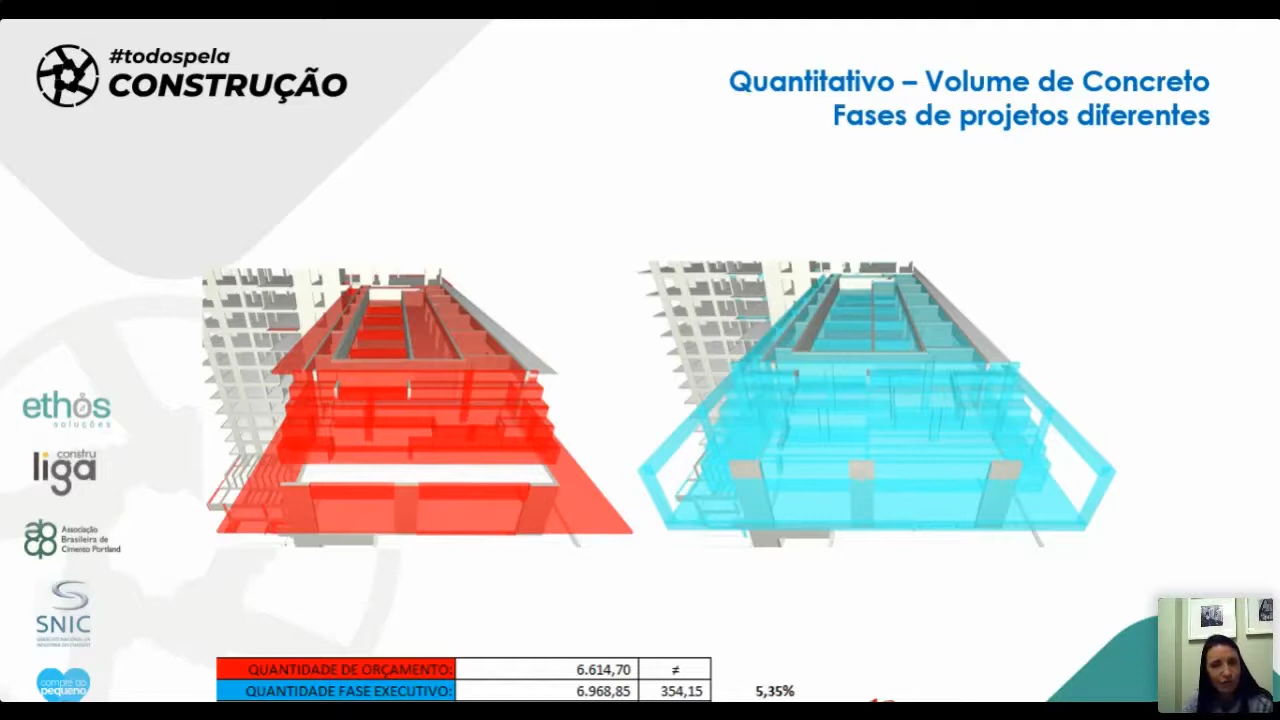 #todospela
CONSTRUÇÃO
Quantitativo – Volume de Concreto
Fases de projetos diferentes
ethós
soluções
constru
liga
Associação
Brasileira de
Cimento Portland
SNIC
compre do
pequeno
QUANTIDADE DE ORÇAMENTO: 6.614,70 ≠
QUANTIDADE FASE EXECUTIVO: 6.968,85 354,15 5,35%